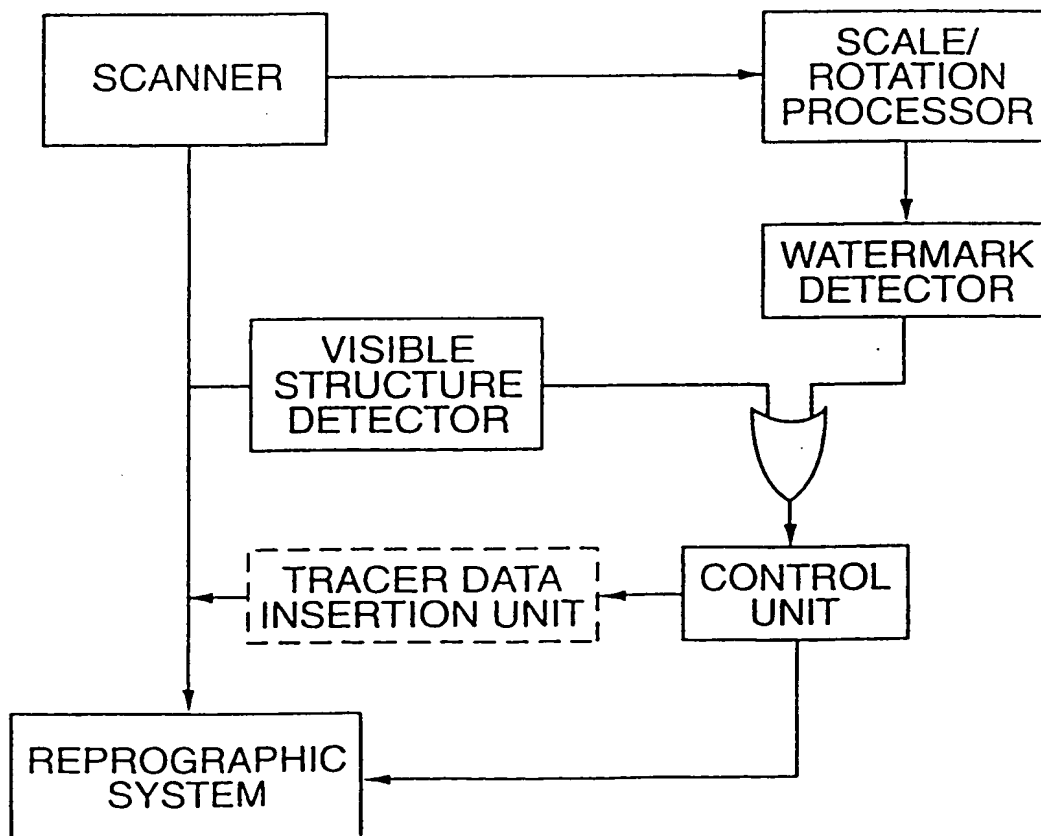 SCANNER
SCALE/
ROTATION
PROCESSOR
WATERMARK
DETECTOR
VISIBLE
STRUCTURE
DETECTOR
TRACER DATA
INSERTION UNIT
CONTROL
UNIT
REPROGRAPHIC
SYSTEM